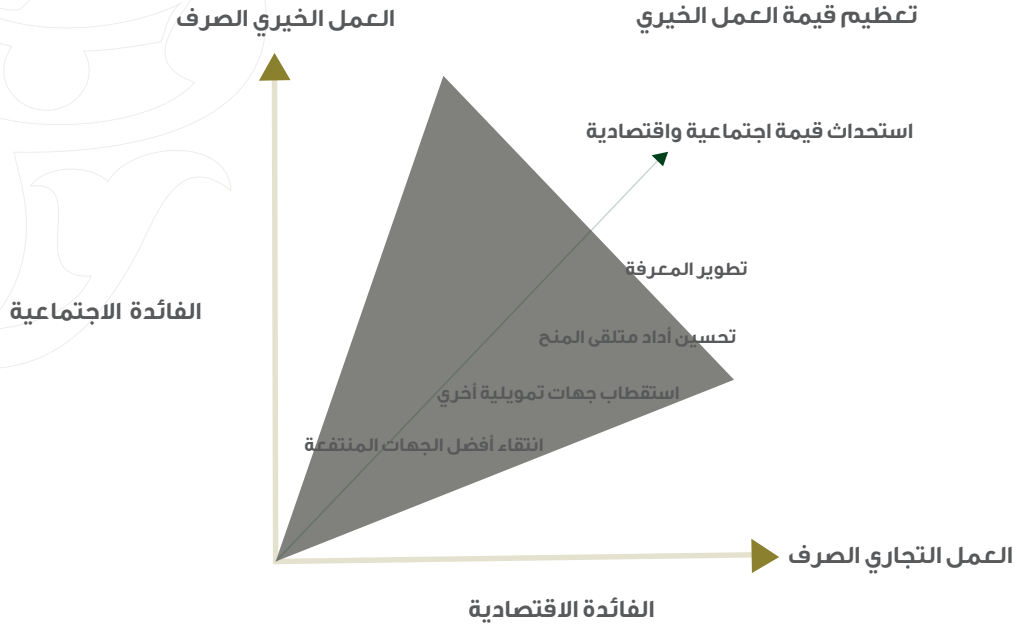 تعظيم قيمة العمل الخيري
العمل الخيري الصرف
استحداث قيمة اجتماعية واقتصادية
تطوير المعرفة
الفائدة الاجتماعية
تحسين أداد متلقى المنح
استقطاب جهات تمويلية أخري
انتقاء أفضل الجهات المنتفعة
العمل التجاري الصرف
الفائدة الاقتصادية